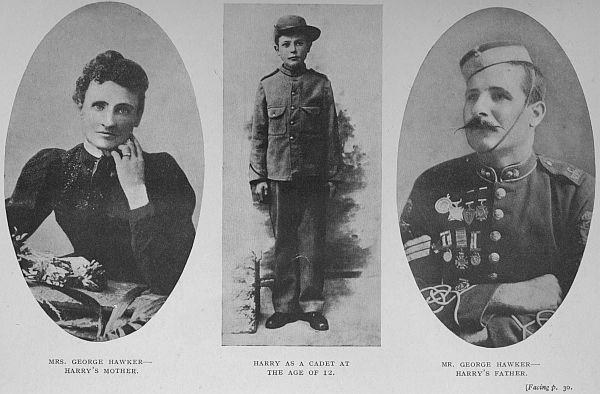 MRS. GEORGE HAWKER—
HARRY'S MOTHER.
HARRY AS A CADET AT
THE AGE OF 12.
MR. GEORGE HAWKER—
HARRY'S FATHER.
[Facing p. 30.